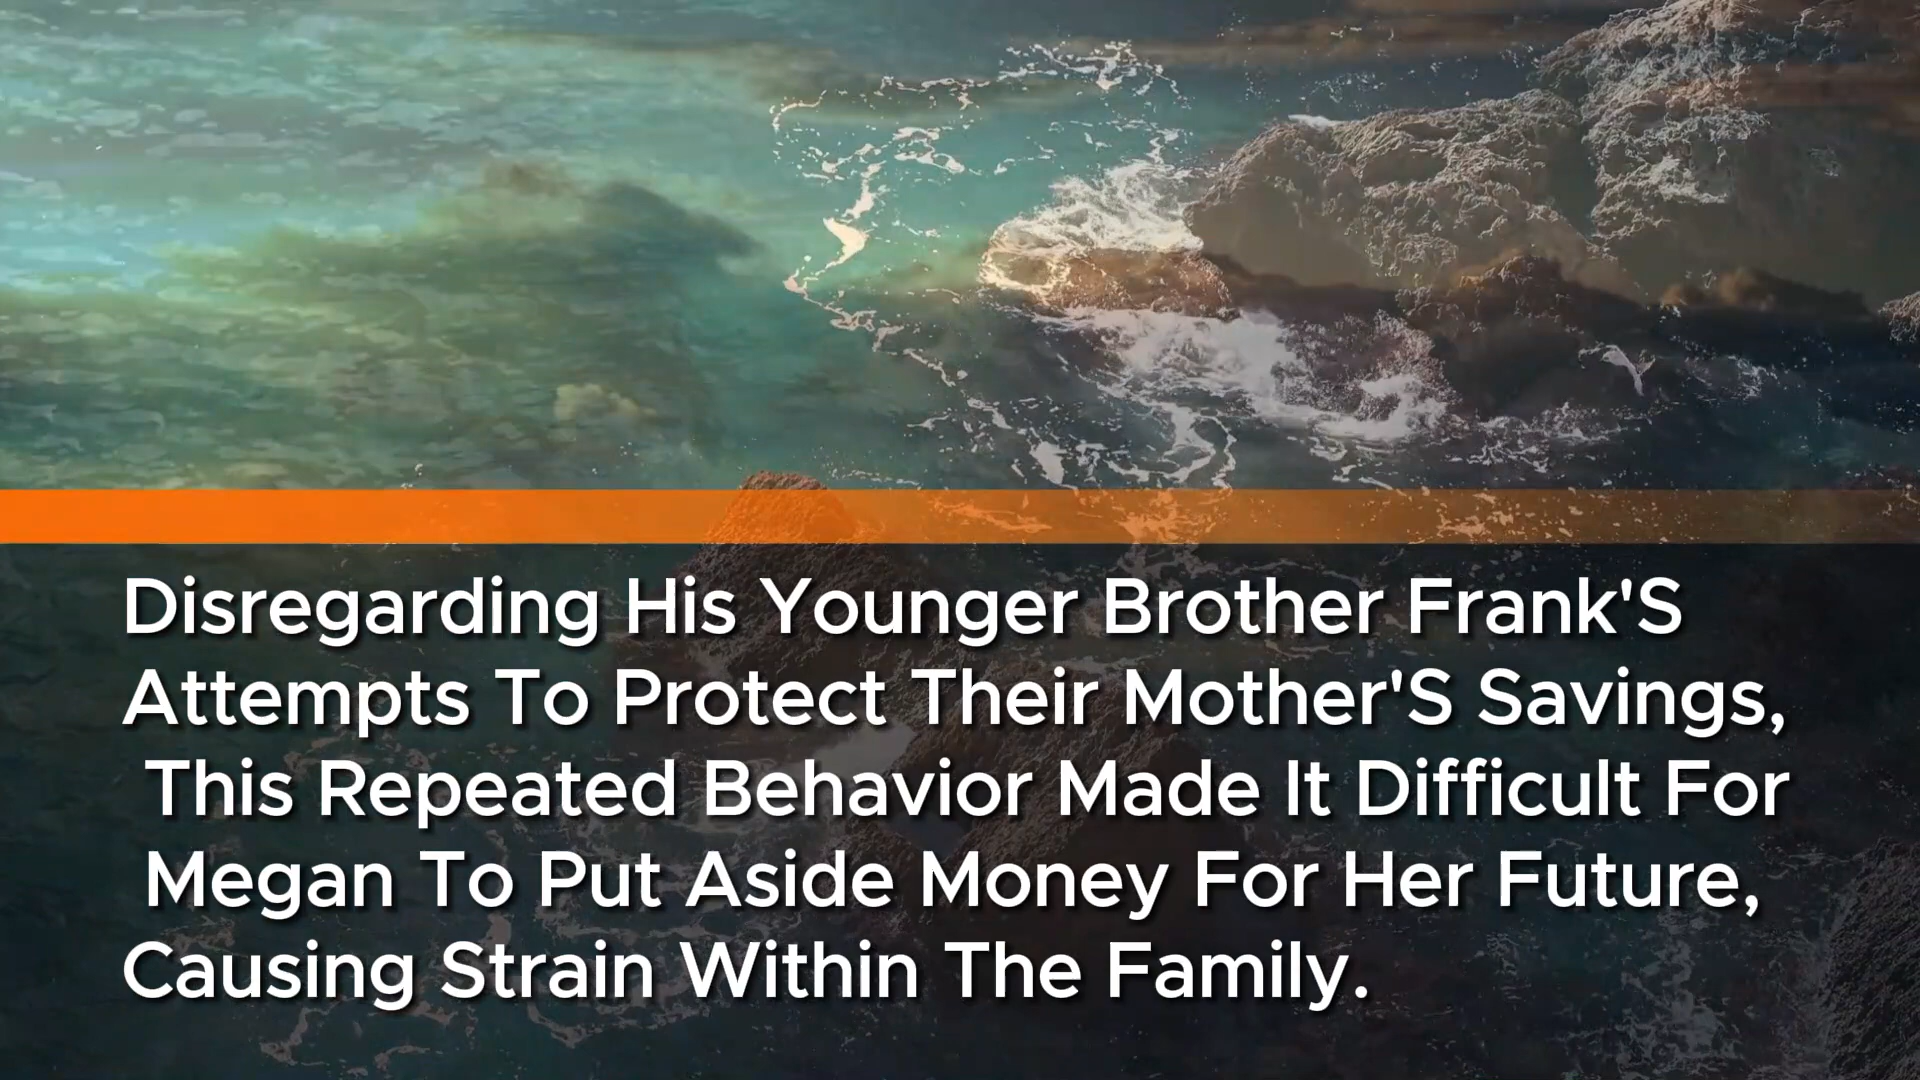 Disregarding His Younger Brother Frank'S
Attempts To Protect Their Mother'S Savings,
This Repeated Behavior Made It Difficult For
Megan To Put Aside Money For Her Future,
Causing Strain Within The Family.